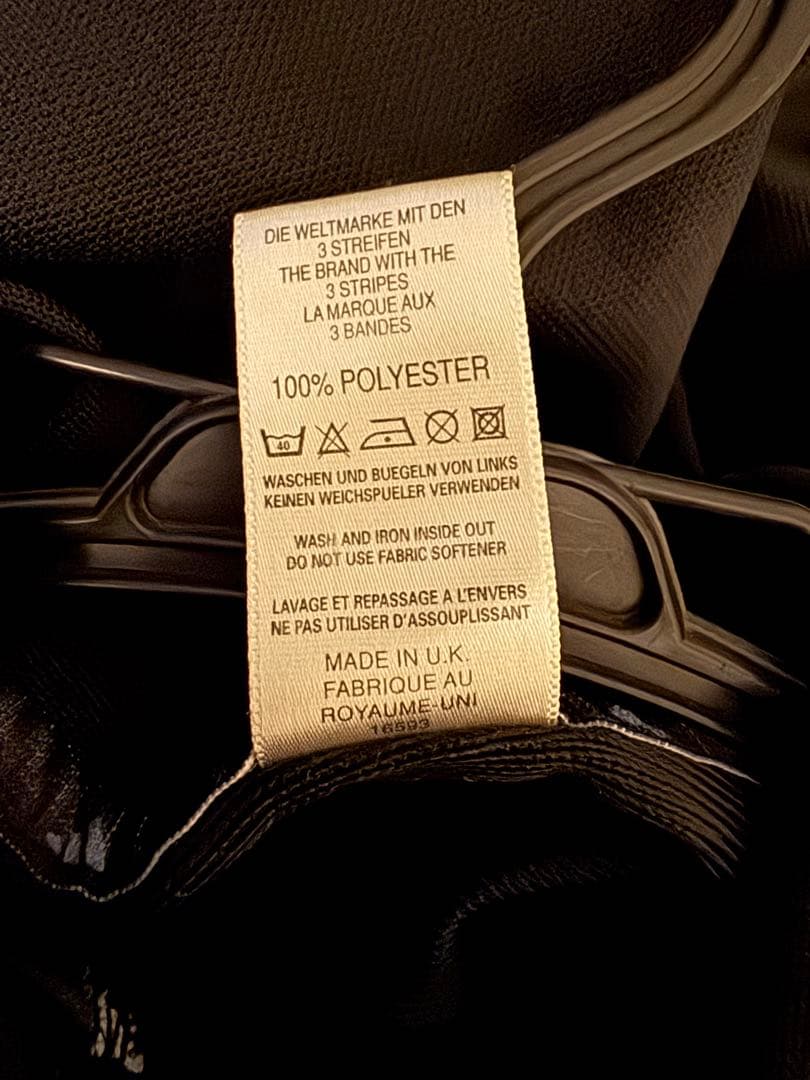 DIE WELTMARKE MIT DEN
3 STREIFEN
THE BRAND WITH THE
3 STRIPES
LA MARQUE AUX
3 BANDES
100% POLYESTER
40
WASCHEN UND BUEGELN VON LINKS
KEINEN WEICHSPUELER VERWENDEN
WASH AND IRON INSIDE OUT
DO NOT USE FABRIC SOFTENER
LAVAGE ET REPASSAGE A L'ENVERS
NE PAS UTILISER D'ASSOUPLISSANT
MADE IN U.K.
FABRIQUE AU
ROYAUME-UNI